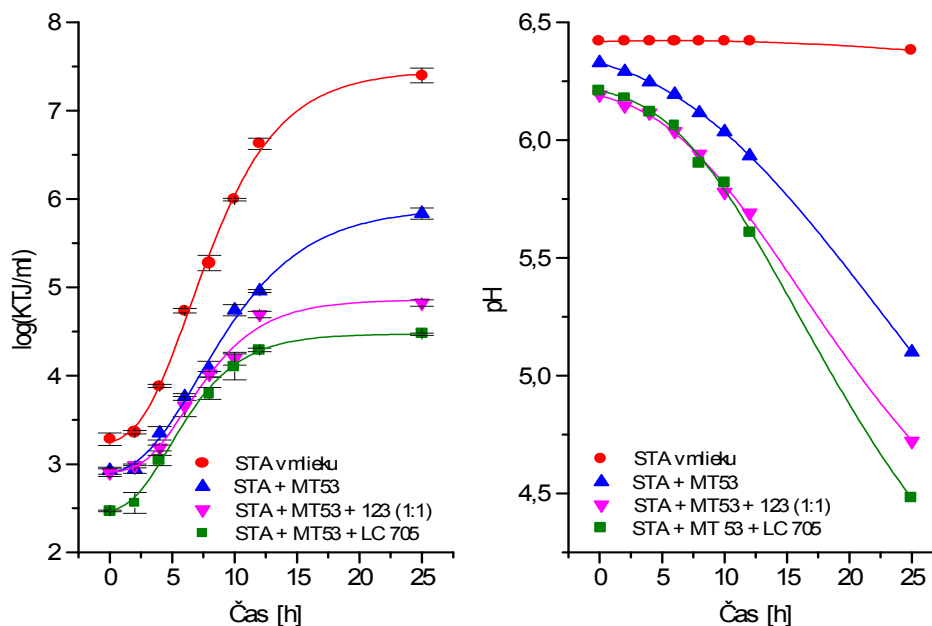 8
7
6
5
4
3
2
log(KTJ/ml)
STA v mlieku
STA + MT53
STA + MT53 + 123 (1:1)
STA + MT53 + LC 705
0 5 10 15 20 25
Čas [h]
6,5
6,0
5,5
5,0
4,5
pH
STA v mlieku
STA + MT53
STA + MT53 + 123 (1:1)
STA + MT 53 + LC 705
0 5 10 15 20 25
Čas [h]